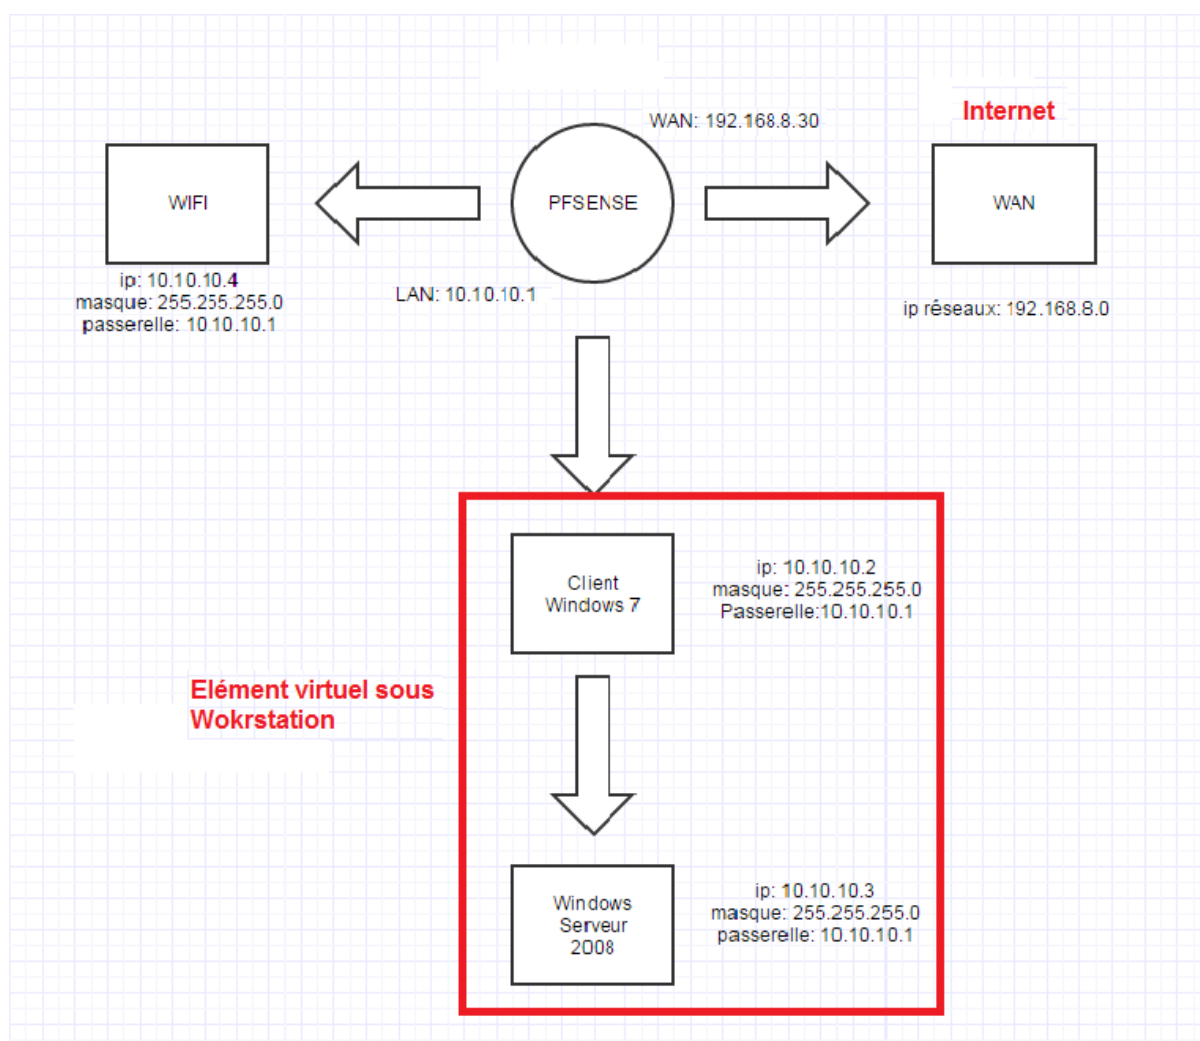 Internet
WAN: 192.168.8.30
WIFI
PFSENSE
WAN
ip: 10.10.10.4
masque: 255.255.255.0
passerelle: 10.10.10.1
LAN: 10.10.10.1
ip réseaux: 192.168.8.0
Client
Windows 7
ip: 10.10.10.2
masque: 255.255.255.0
Passerelle:10.10.10.1
Elément virtuel sous
Wokrstation
Windows
Serveur
2008
ip: 10.10.10.3
masque: 255.255.255.0
passerelle: 10.10.10.1